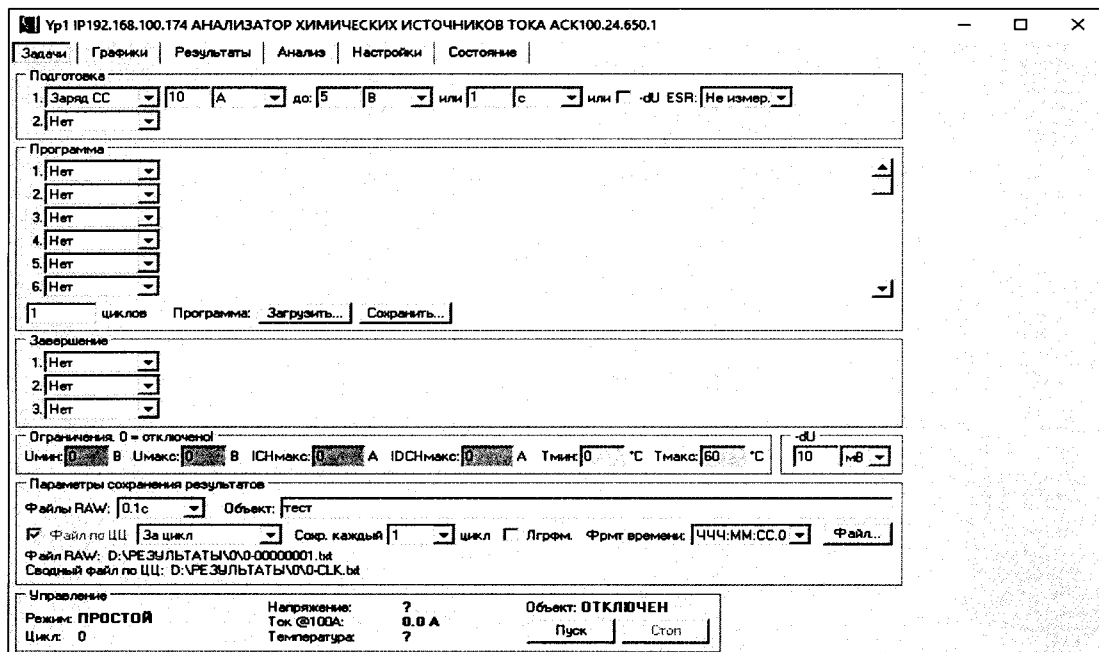 Ур1 IP192.168.100.174 АНАЛИЗАТОР ХИМИЧЕСКИХ ИСТОЧНИКОВ ТОКА АСК100.24.650.1
Задачи Графики Результаты Анализ Настройки Состояние
Подготовка
1. Заряд СС 10 А до: 5 В или 1 с или -dU ESR: Не измер.
2. Нет
Программа
1. Нет
2. Нет
3. Нет
4. Нет
5. Нет
6. Нет
1 циклов Программа: Загрузить... Сохранить...
Завершение
1. Нет
2. Нет
3. Нет
Ограничения. 0 = отключено! -dU
Uмин: 0 В Uмакс: 0 В ICHмакс: 0 А IDCHмакс: 0 А Tмин: 0 °C Tмакс: 60 °C 10 мВ
Параметры сохранения результатов
Файлы RAW: 0.1с Объект: тест
Файл по ЦЦ За цикл Сохр. каждый 1 цикл Лгрфм. Фрмт времени: ЧЧЧ:ММ:СС.0 Файл...
Файл RAW: D:\РЕЗУЛЬТАТЫ\0\0-00000001.txt
Сводный файл по ЦЦ: D:\РЕЗУЛЬТАТЫ\0\0-CLK.txt
Управление
Режим: ПРОСТОЙ Напряжение: ? Объект: ОТКЛЮЧЕН
Ток @100А: 0.0 А
Цикл: 0 Температура: ? Пуск Стоп